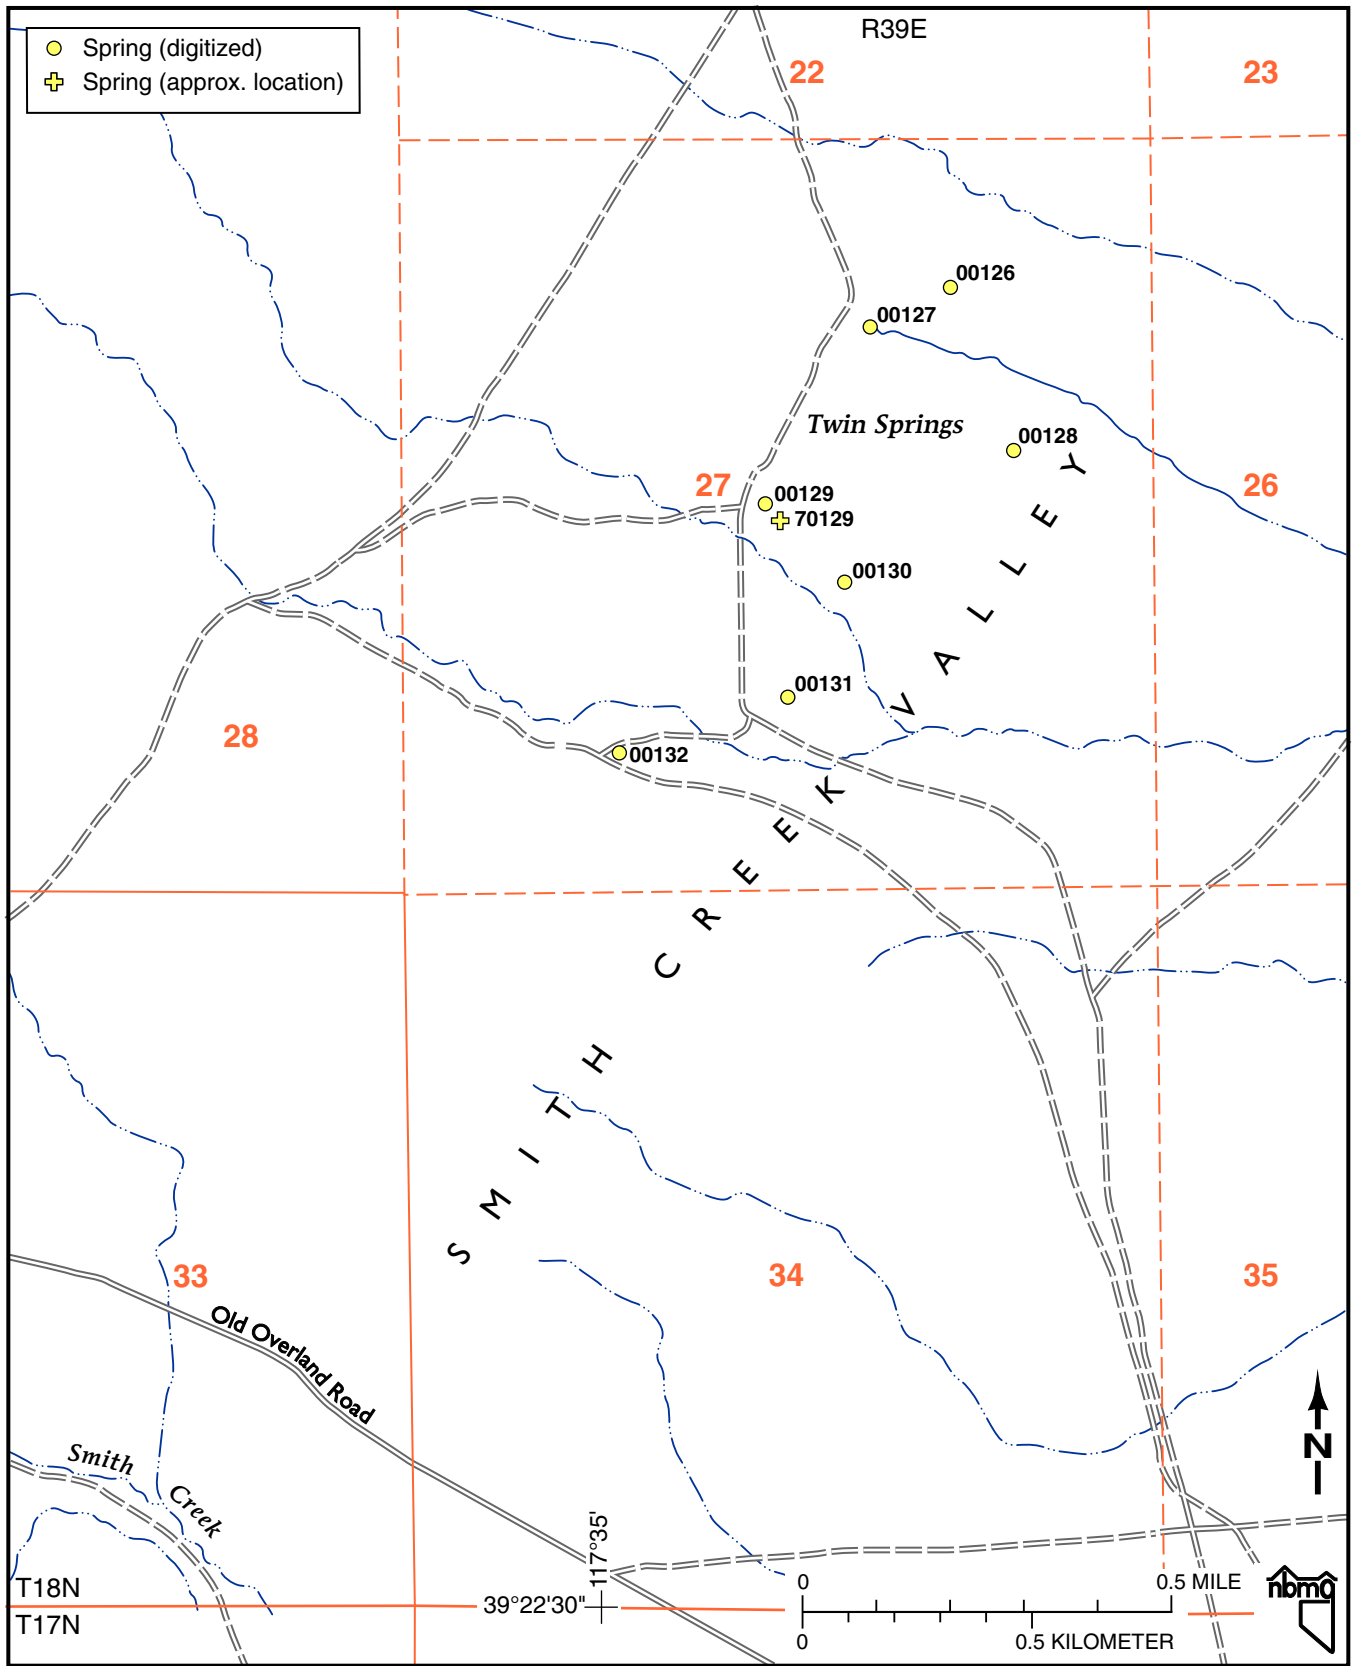 R39E
Spring (digitized)
Spring (approx. location)
22
23
00126
00127
Twin Springs
00128
27
26
00129
70129
00130
00131
28
00132
SMITH CREEK VALLEY
33
34
35
Old Overland Road
N
Smith Creek
117°35'
T18N
0
0.5 MILE
nbmg
39°22'30"
T17N
0
0.5 KILOMETER